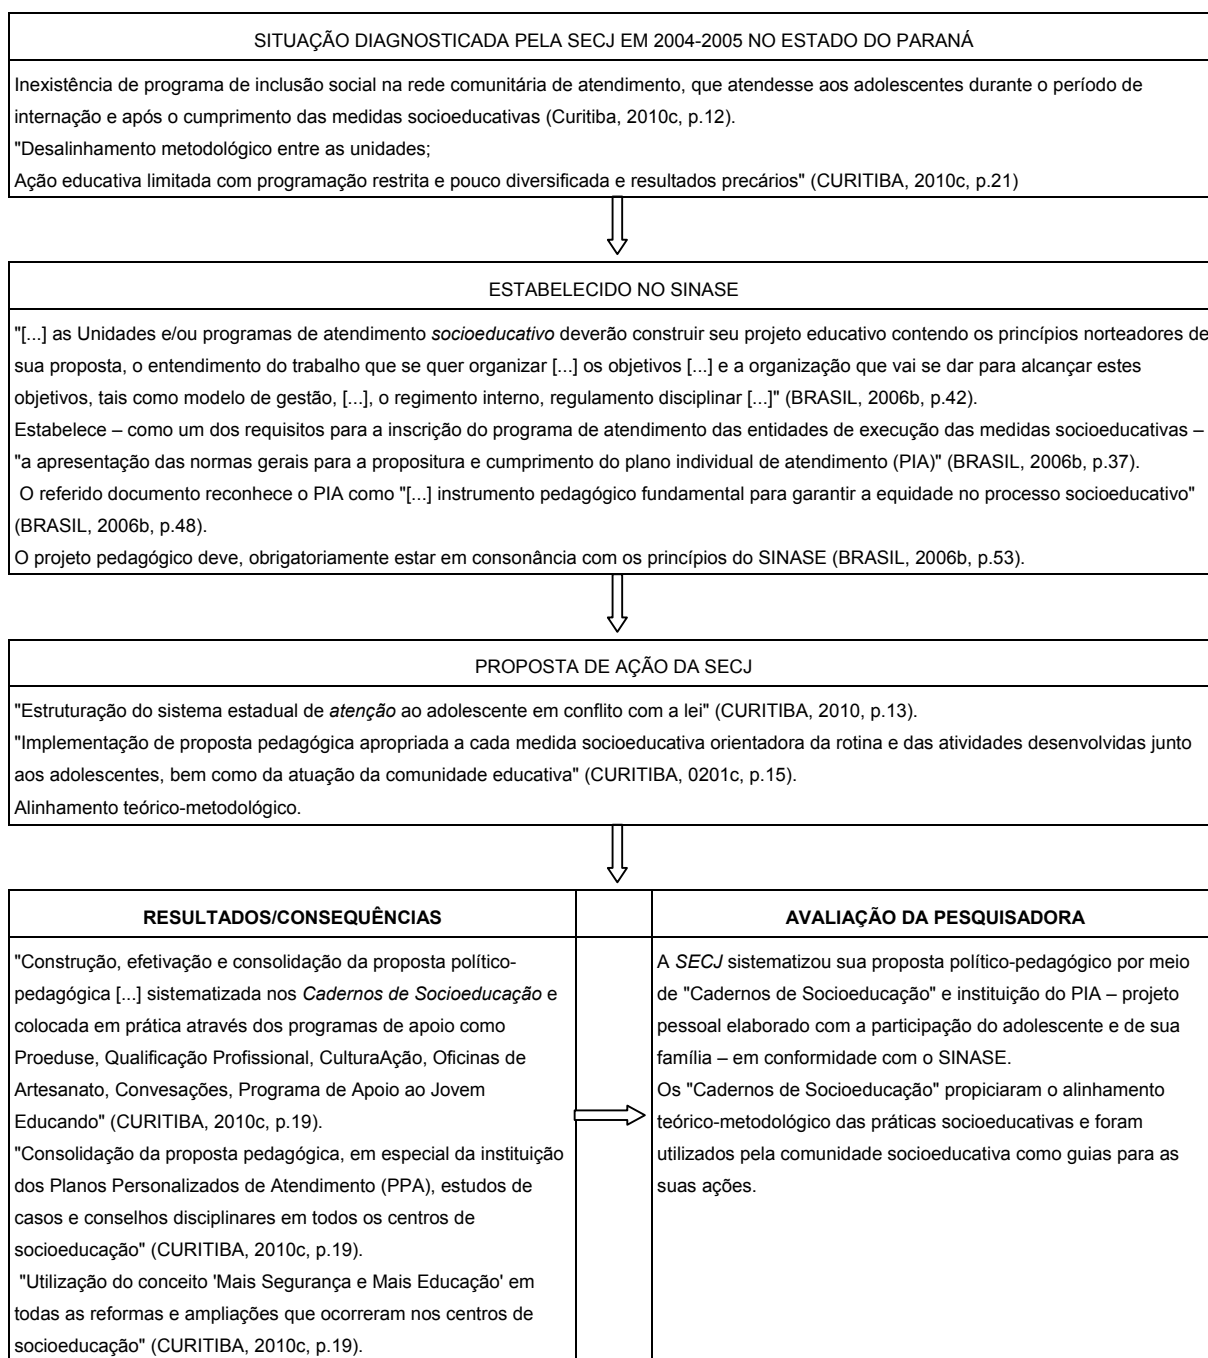 SITUAÇÃO DIAGNOSTICADA PELA SECJ EM 2004-2005 NO ESTADO DO PARANÁ
Inexistência de programa de inclusão social na rede comunitária de atendimento, que atendesse aos adolescentes durante o período de
internação e após o cumprimento das medidas socioeducativas (Curitiba, 2010c, p.12).
"Desalinhamento metodológico entre as unidades;
Ação educativa limitada com programação restrita e pouco diversificada e resultados precários" (CURITIBA, 2010c, p.21)
ESTABELECIDO NO SINASE
"[...] as Unidades e/ou programas de atendimento socioeducativo deverão construir seu projeto educativo contendo os princípios norteadores de
sua proposta, o entendimento do trabalho que se quer organizar [...] os objetivos [...] e a organização que vai se dar para alcançar estes
objetivos, tais como modelo de gestão, [...], o regimento interno, regulamento disciplinar [...]" (BRASIL, 2006b, p.42).
Estabelece – como um dos requisitos para a inscrição do programa de atendimento das entidades de execução das medidas socioeducativas –
"a apresentação das normas gerais para a propositura e cumprimento do plano individual de atendimento (PIA)" (BRASIL, 2006b, p.37).
O referido documento reconhece o PIA como "[...] instrumento pedagógico fundamental para garantir a equidade no processo socioeducativo"
(BRASIL, 2006b, p.48).
O projeto pedagógico deve, obrigatoriamente estar em consonância com os princípios do SINASE (BRASIL, 2006b, p.53).
PROPOSTA DE AÇÃO DA SECJ
"Estruturação do sistema estadual de atenção ao adolescente em conflito com a lei" (CURITIBA, 2010, p.13).
"Implementação de proposta pedagógica apropriada a cada medida socioeducativa orientadora da rotina e das atividades desenvolvidas junto
aos adolescentes, bem como da atuação da comunidade educativa" (CURITIBA, 0201c, p.15).
Alinhamento teórico-metodológico.
RESULTADOS/CONSEQUÊNCIAS
"Construção, efetivação e consolidação da proposta político-
pedagógica [...] sistematizada nos Cadernos de Socioeducação e
colocada em prática através dos programas de apoio como
Proeduse, Qualificação Profissional, CulturaAção, Oficinas de
Artesanato, Convesações, Programa de Apoio ao Jovem
Educando" (CURITIBA, 2010c, p.19).
"Consolidação da proposta pedagógica, em especial da instituição
dos Planos Personalizados de Atendimento (PPA), estudos de
casos e conselhos disciplinares em todos os centros de
socioeducação" (CURITIBA, 2010c, p.19).
"Utilização do conceito 'Mais Segurança e Mais Educação' em
todas as reformas e ampliações que ocorreram nos centros de
socioeducação" (CURITIBA, 2010c, p.19).
AVALIAÇÃO DA PESQUISADORA
A SECJ sistematizou sua proposta político-pedagógico por meio
de "Cadernos de Socioeducação" e instituição do PIA – projeto
pessoal elaborado com a participação do adolescente e de sua
família – em conformidade com o SINASE.
Os "Cadernos de Socioeducação" propiciaram o alinhamento
teórico-metodológico das práticas socioeducativas e foram
utilizados pela comunidade socioeducativa como guias para as
suas ações.